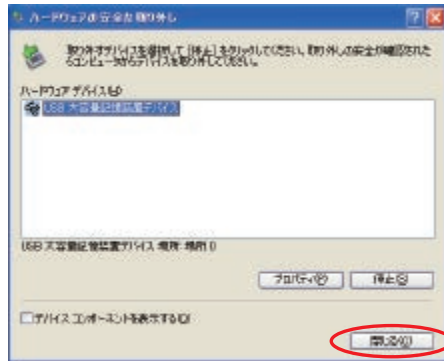 ハードウェアの安全な取り外し
取り外すデバイスを選択して [停止] をクリックしてください。取り外しの安全が確認された
らコンピュータからデバイスを取り外してください。
ハードウェア デバイス(H)
USB 大容量記憶装置デバイス
USB 大容量記憶装置デバイス 場所 場所 0
プロパティ(P)
停止(S)
デバイス コンポーネントを表示する(D)
閉じる(C)